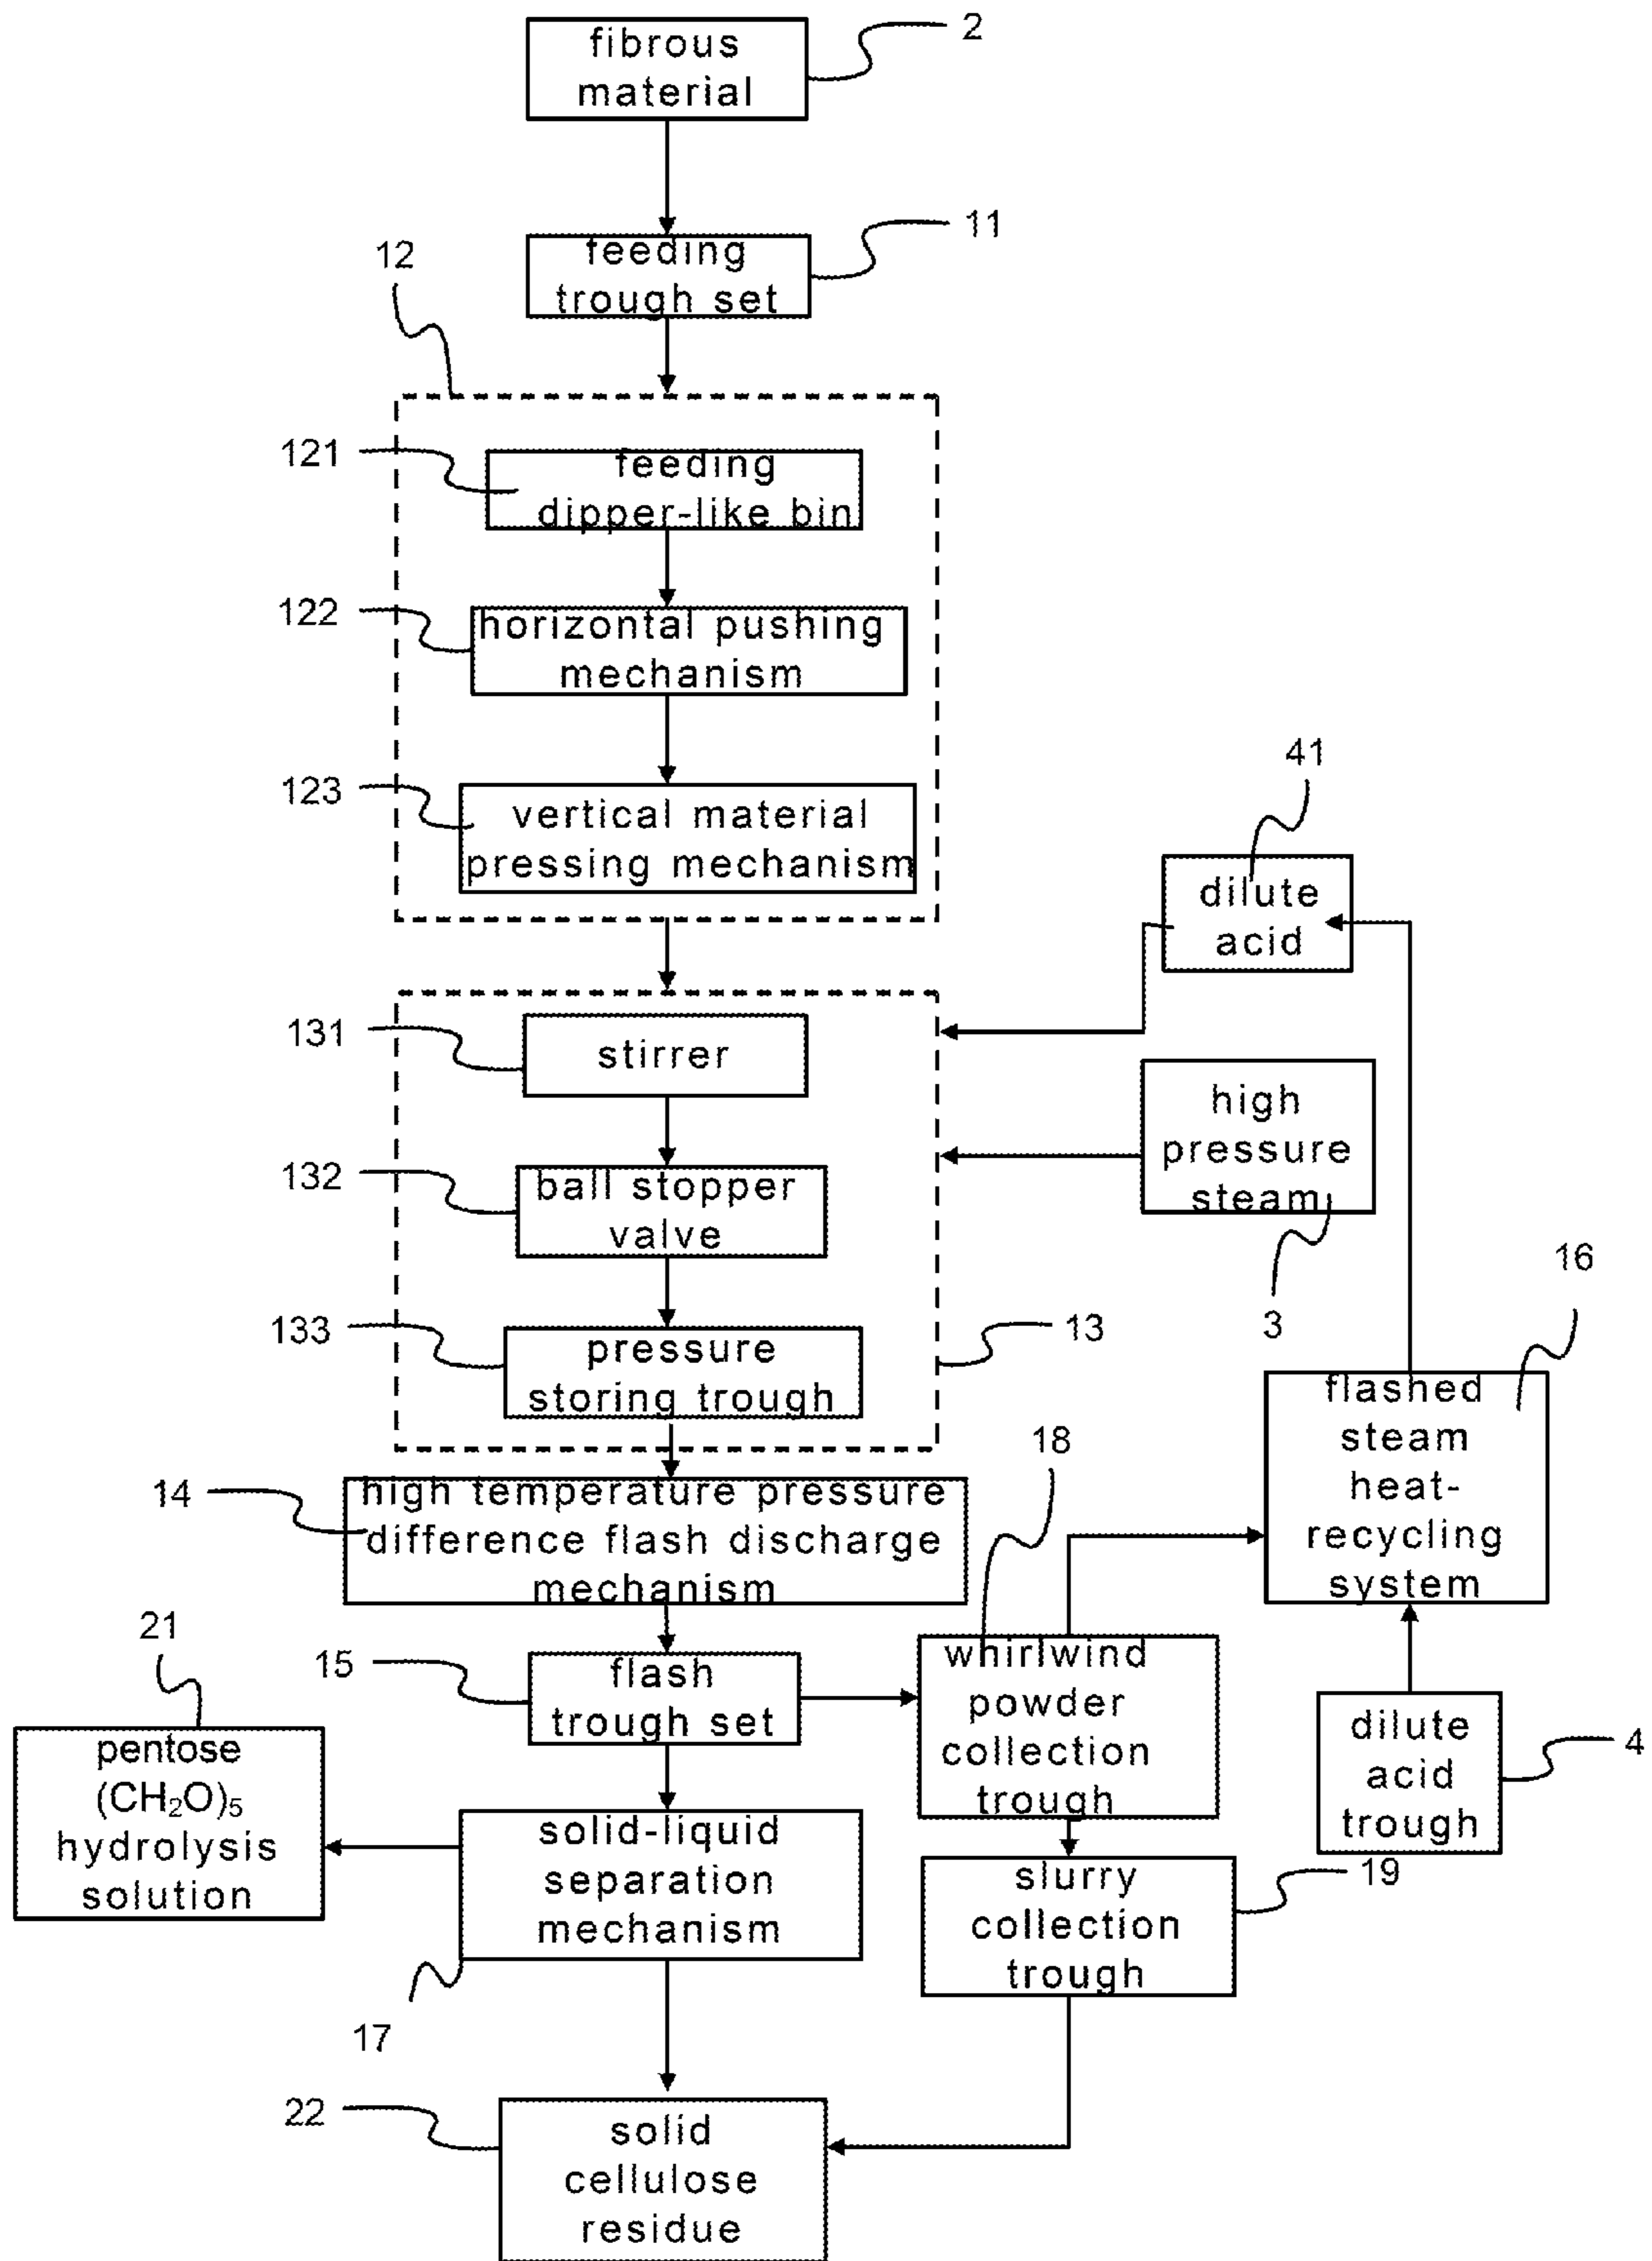 fibrous
material
2
feeding
trough set
11
12
121
feeding
dipper-like bin
122
horizontal pushing
mechanism
123
vertical material
pressing mechanism
41
dilute
acid
131
stirrer
high
pressure
steam
3
132
ball stopper
valve
133
pressure
storing trough
13
16
flashed
steam
heat-
recycling
system
14
high temperature pressure
difference flash discharge
mechanism
18
whirlwind
powder
collection
trough
15
flash
trough set
21
pentose
(CH₂O)₅
hydrolysis
solution
dilute
acid
trough
4
solid-liquid
separation
mechanism
17
slurry
collection
trough
19
22
solid
cellulose
residue